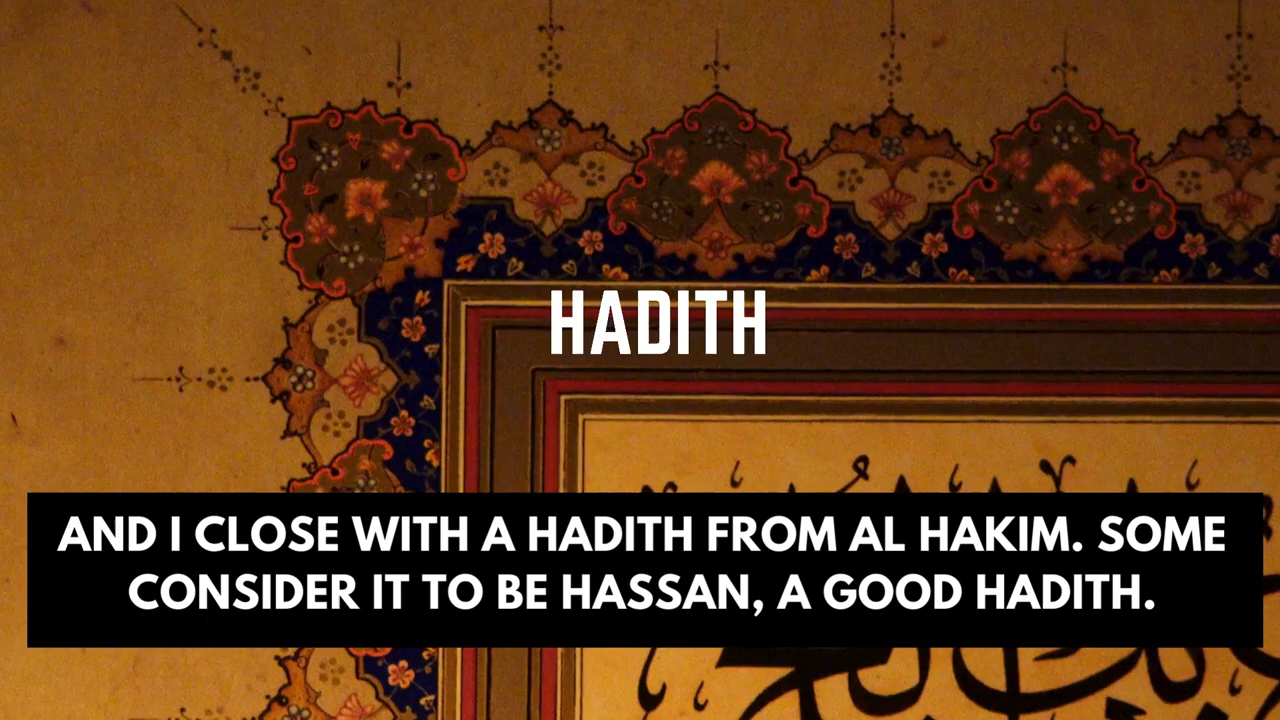 HADITH
AND I CLOSE WITH A HADITH FROM AL HAKIM. SOME
CONSIDER IT TO BE HASSAN, A GOOD HADITH.